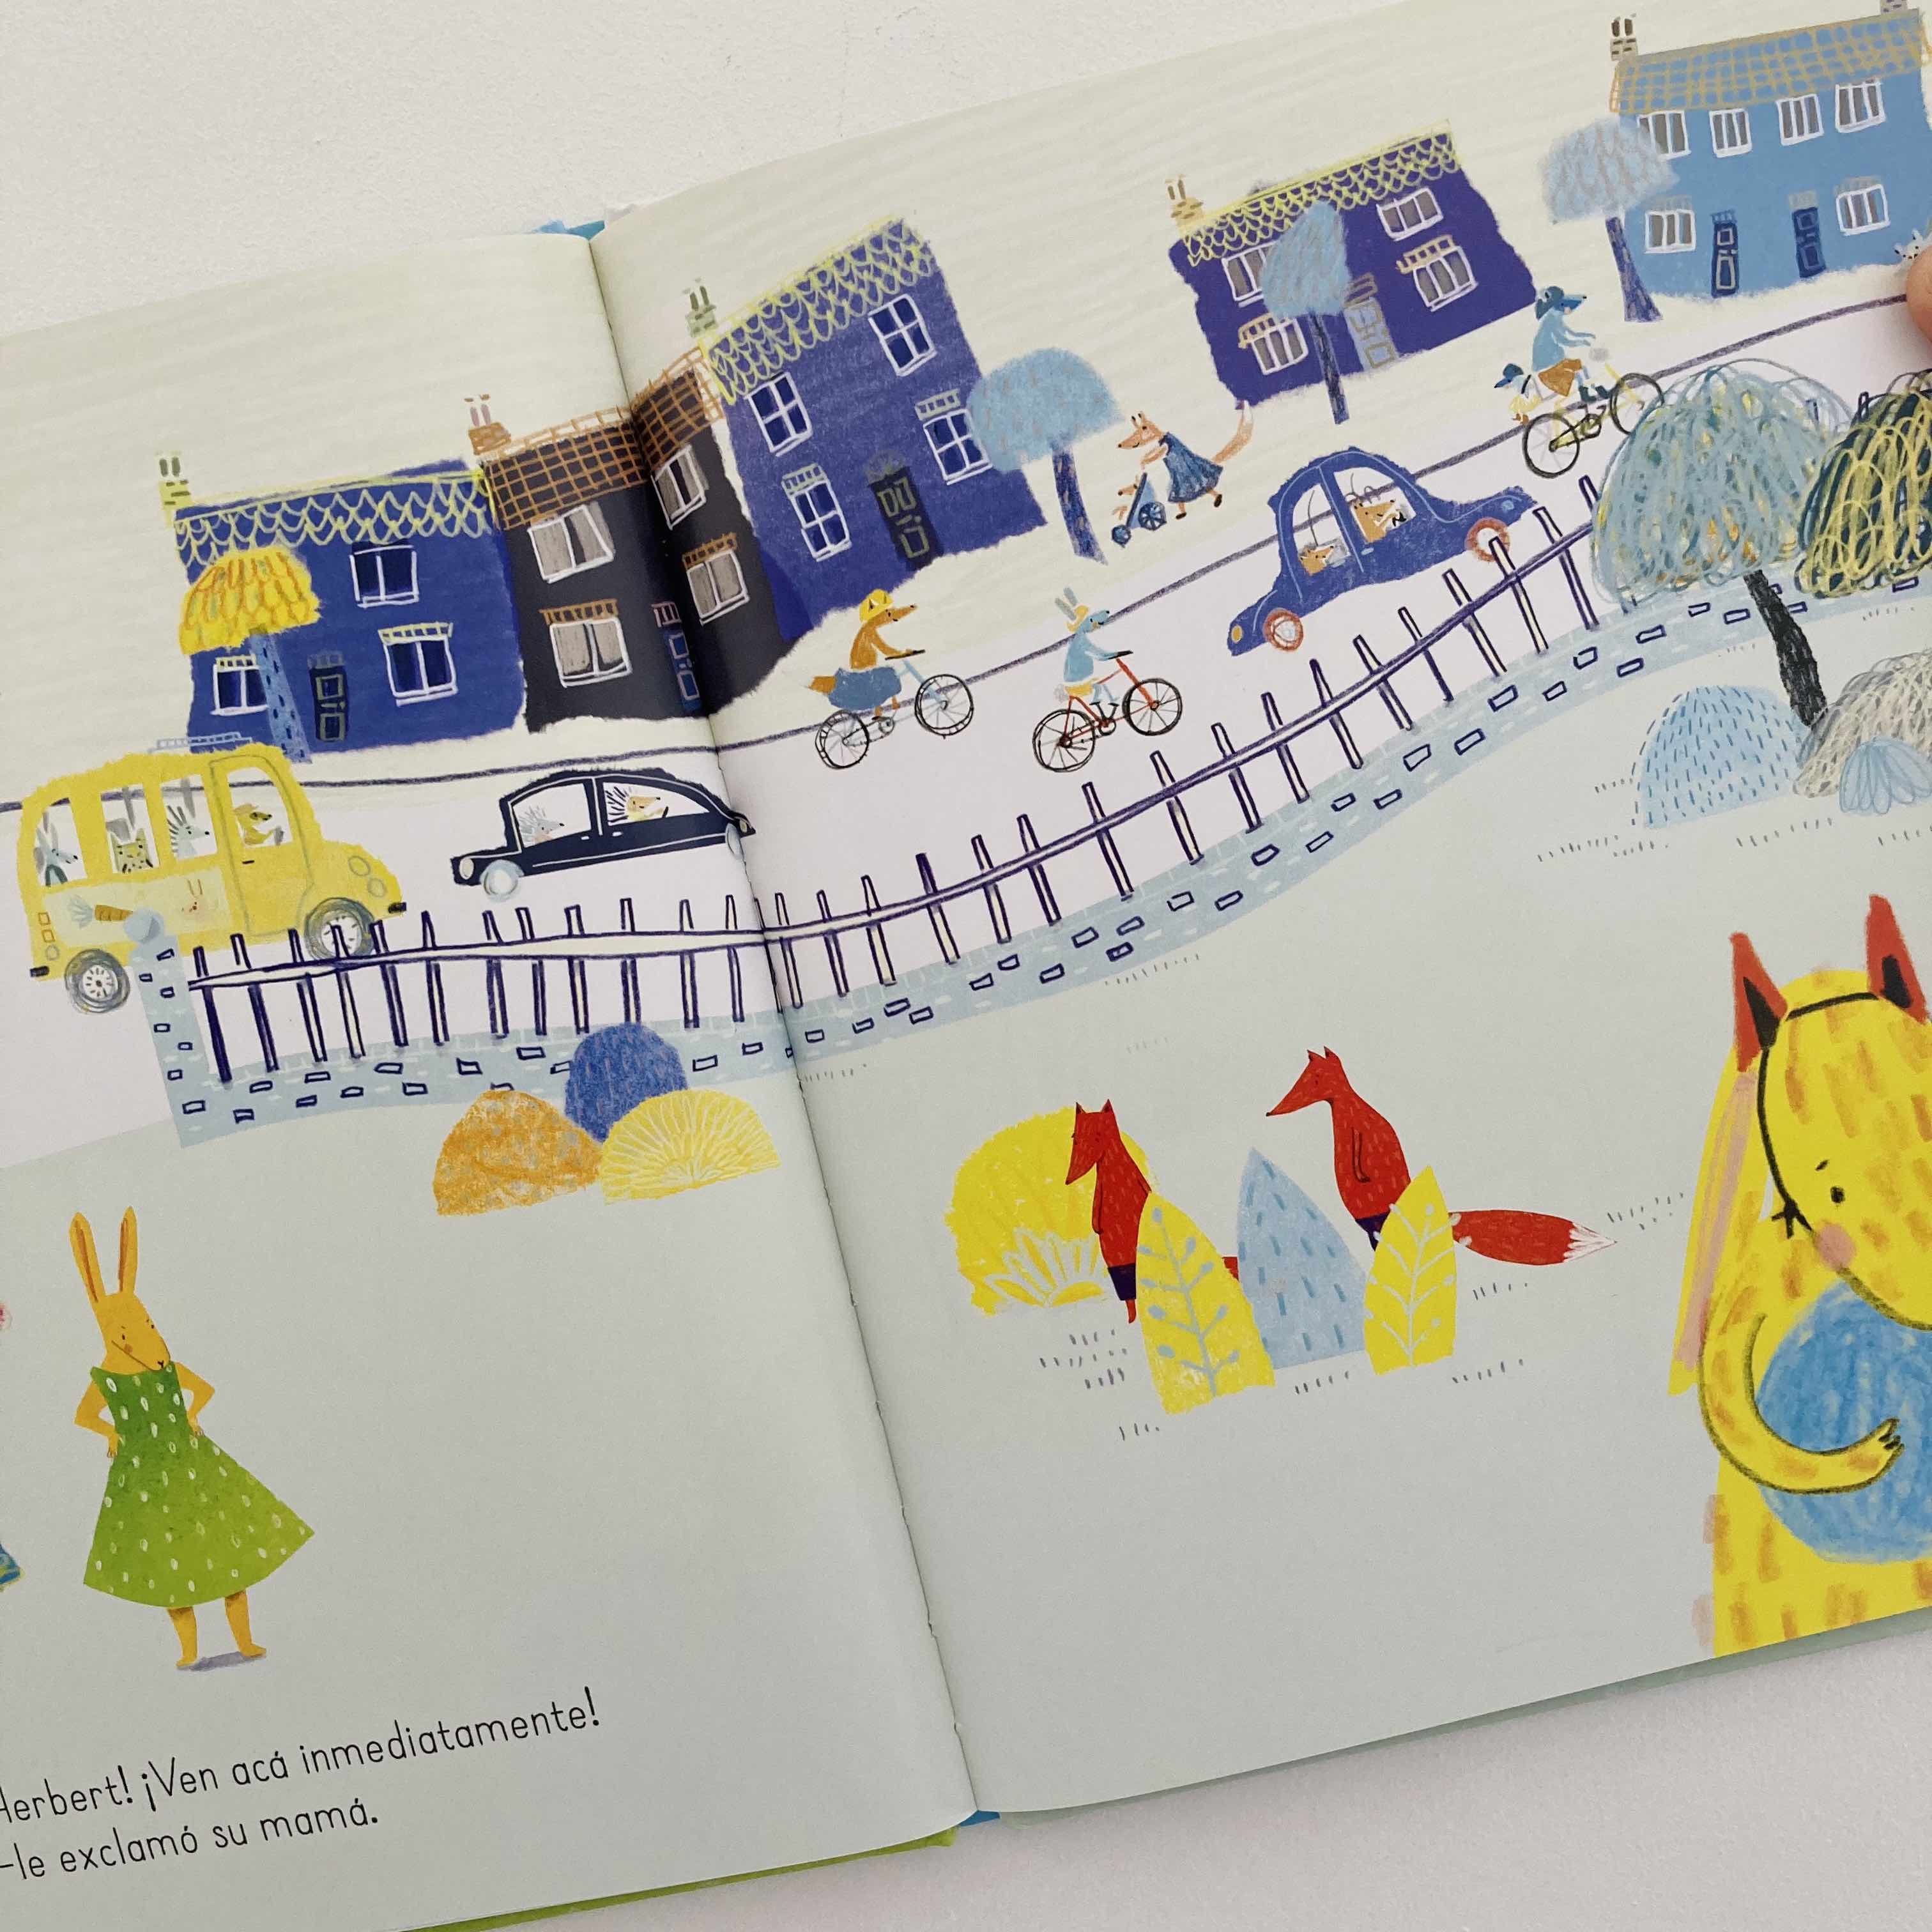 Herbert! ¡Ven acá inmediatamente!
—le exclamó su mamá.